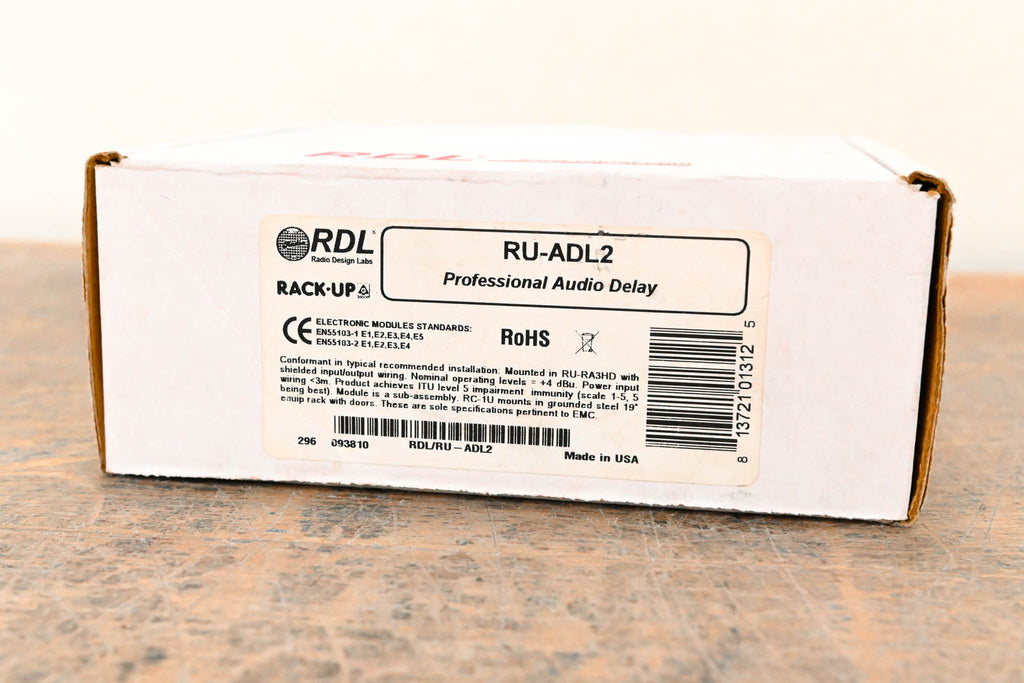 RDL
RDL
Radio Design Labs
RU-ADL2
Professional Audio Delay
RACK·UP
CE
ELECTRONIC MODULES STANDARDS:
EN55103-1 E1,E2,E3,E4,E5
EN55103-2 E1,E2,E3,E4
RoHS
Conformant in typical recommended installation: Mounted in RU-RA3HD with
shielded input/output wiring. Nominal operating levels = +4 dBu. Power input
wiring <3m. Product achieves ITU level 5 impairment immunity (scale 1-5, 5
being best). Module is a sub-assembly. RC-1U mounts in grounded steel 19"
equip rack with doors. These are sole specifications pertinent to EMC.
296 093810 RDL/RU-ADL2
Made in USA
8 1372101312 5